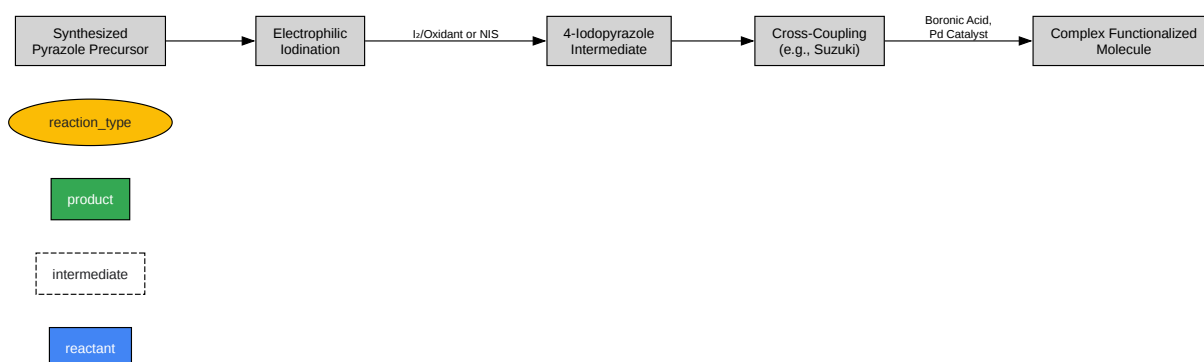 Synthesized
Pyrazole Precursor
Electrophilic
Iodination
I₂/Oxidant or NIS
4-Iodopyrazole
Intermediate
Cross-Coupling
(e.g., Suzuki)
Boronic Acid,
Pd Catalyst
Complex Functionalized
Molecule
reaction_type
product
intermediate
reactant